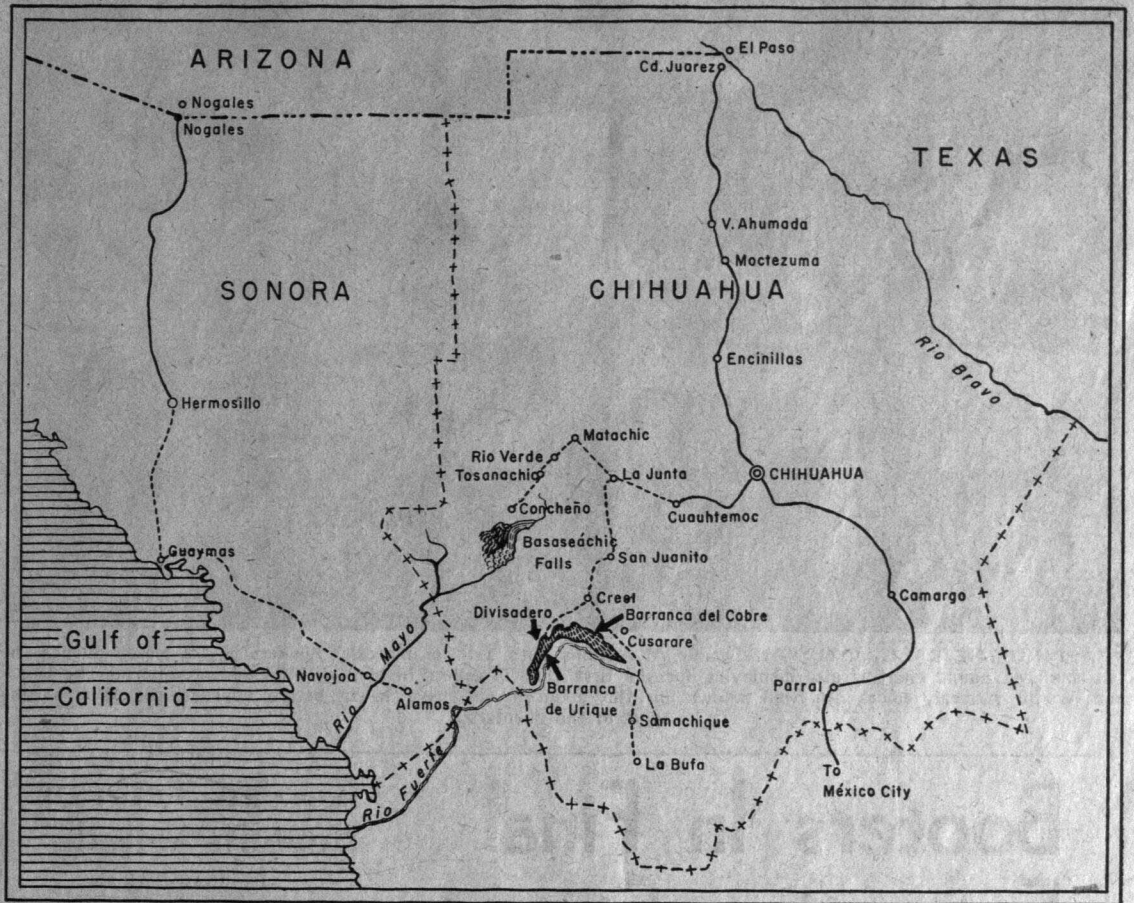 ARIZONA
El Paso
Cd. Juarez
Nogales
Nogales
TEXAS
V. Ahumada
Moctezuma
SONORA
CHIHUAHUA
Encinillas
Rio Bravo
Hermosillo
Matachic
Rio Verde
Tosanachi
La Junta
CHIHUAHUA
Concheño
Cuauhtemoc
Basaseáchic
Falls
Guaymas
San Juanito
Creel
Camargo
Divisadero
Barranca del Cobre
Cusarare
Gulf of
California
Rio Mayo
Navojoa
Alamos
Barranca
de Urique
Parral
Samachique
La Bufa
Rio Fuerte
To
México City